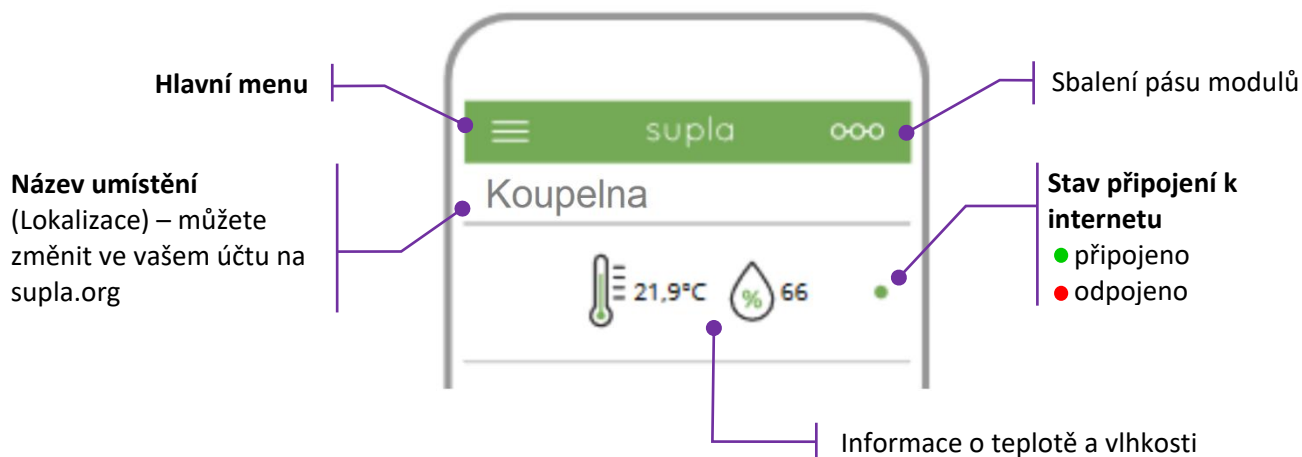 Hlavní menu
Sbalení pásu modulů
supla
Název umístění
(Lokalizace) – můžete
změnit ve vašem účtu na
supla.org
Koupelna
Stav připojení k
internetu
připojeno
odpojeno
21,9°C % 66
Informace o teplotě a vlhkosti